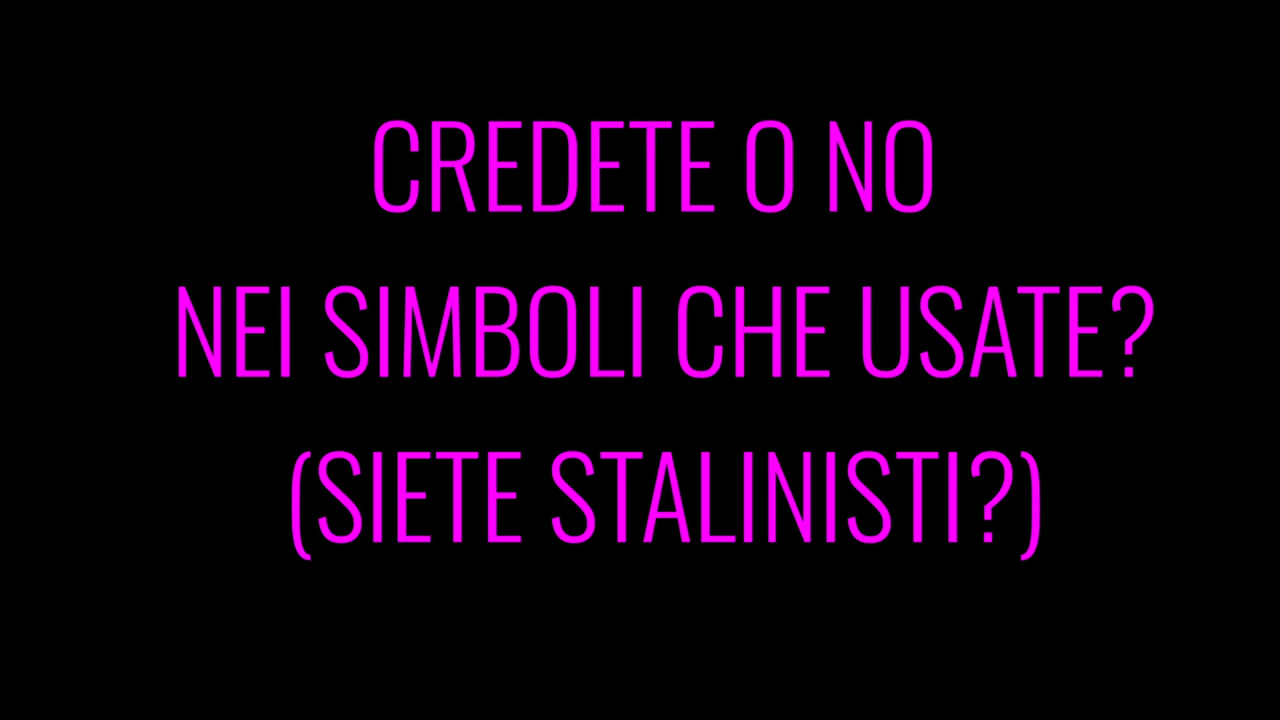 CREDETE O NO
NEI SIMBOLI CHE USATE?
(SIETE STALINISTI?)